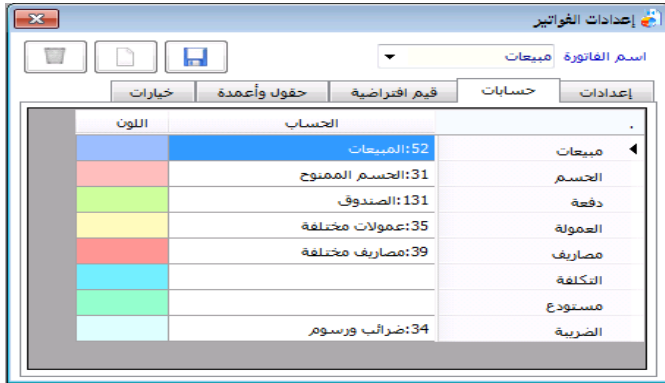 إعدادات الفواتير
اسم الفاتورة مبيعات
إعدادات حسابات قيم افتراضية حقول وأعمدة خيارات
. الحساب اللون
مبيعات 52:المبيعات
الحسم 31:الحسم الممنوح
دفعة 131:الصندوق
العمولة 35:عمولات مختلفة
مصاريف 39:مصاريف مختلفة
التكلفة
مستودع
الضريبة 34:ضرائب ورسوم